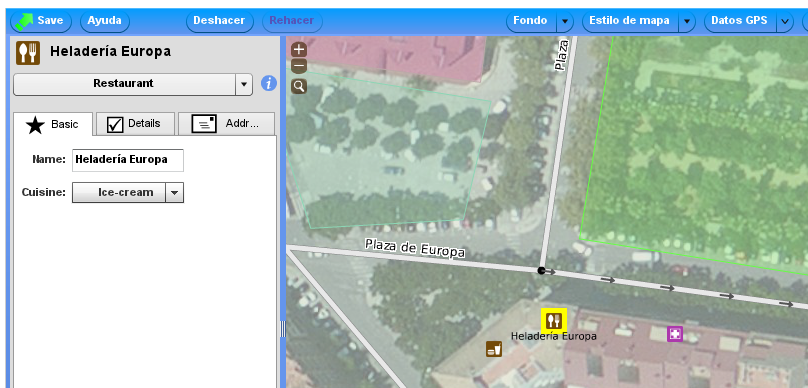 Save Ayuda Deshacer Rehacer Fondo Estilo de mapa Datos GPS
Heladería Europa
Restaurant
Basic Details Addr...
Name: Heladería Europa
Cuisine: Ice-cream
Plaza
Plaza de Europa
Heladería Europa